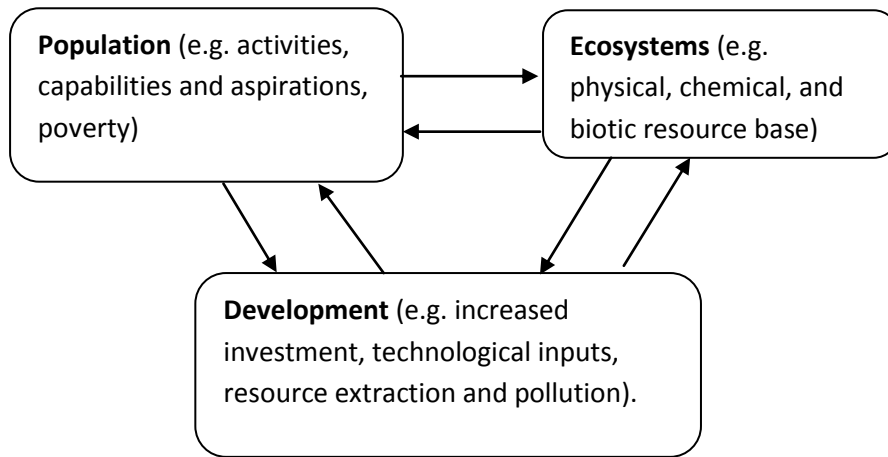 Population (e.g. activities,
capabilities and aspirations,
poverty)
Ecosystems (e.g.
physical, chemical, and
biotic resource base)
Development (e.g. increased
investment, technological inputs,
resource extraction and pollution).